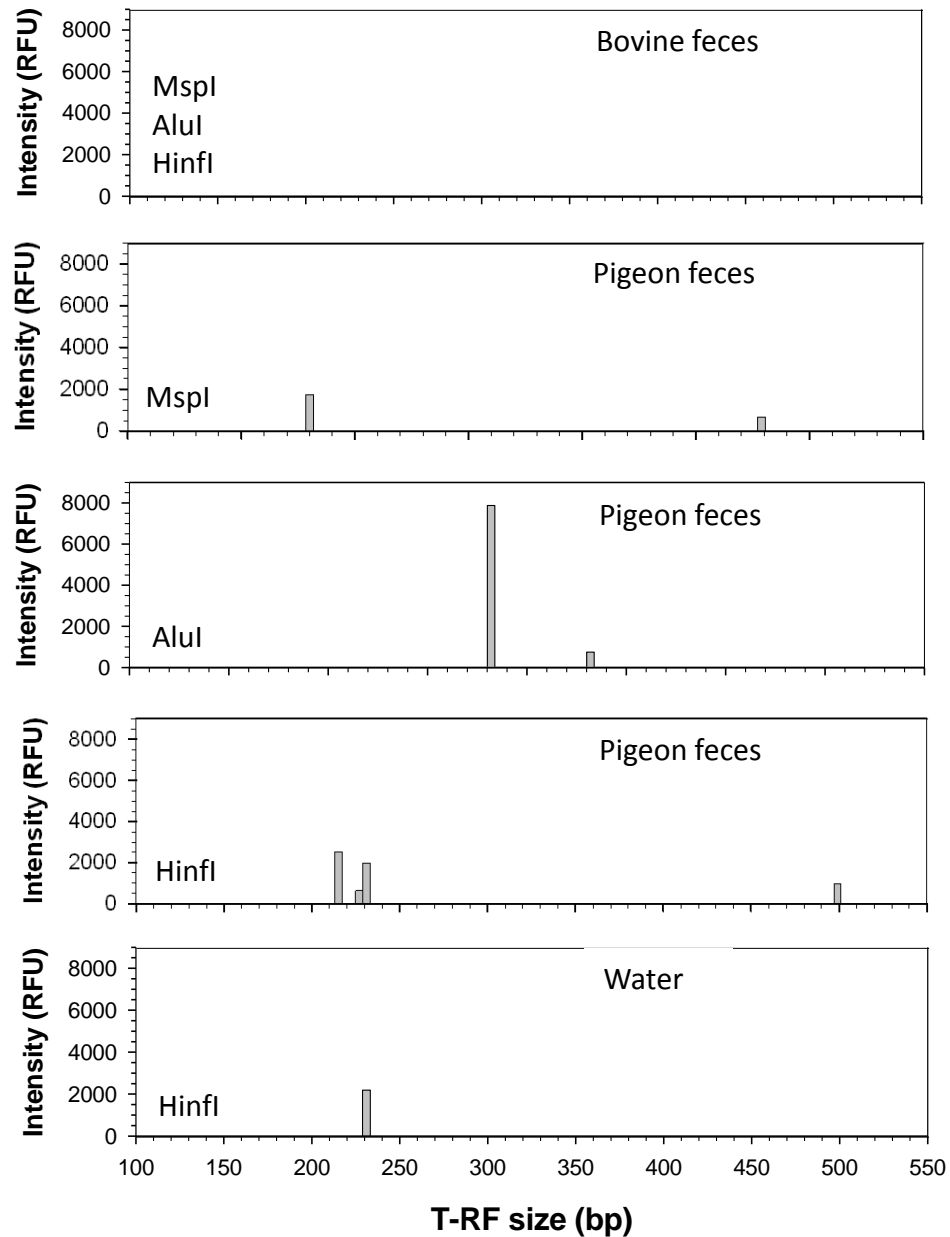 Intensity (RFU)
8000
6000
4000
2000
0
Bovine feces
MspI
AluI
HinfI
Intensity (RFU)
8000
6000
4000
2000
0
Pigeon feces
MspI
Intensity (RFU)
8000
6000
4000
2000
0
Pigeon feces
AluI
Intensity (RFU)
8000
6000
4000
2000
0
Pigeon feces
HinfI
Intensity (RFU)
8000
6000
4000
2000
0
Water
HinfI
100 150 200 250 300 350 400 450 500 550
T-RF size (bp)